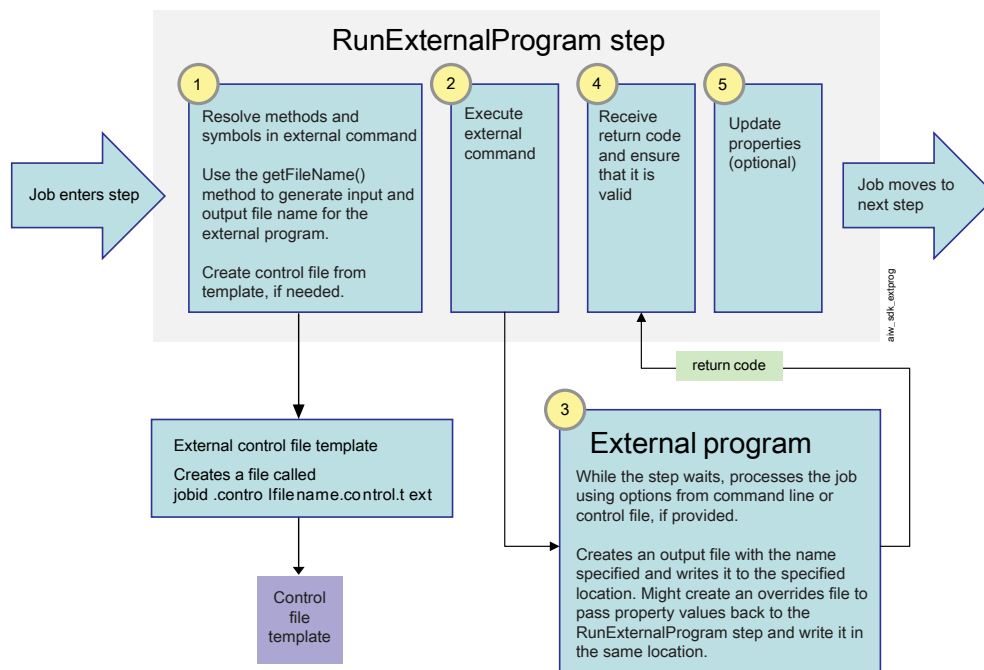 RunExternalProgram step
1
Resolve methods and
symbols in external command
Use the getFileName()
method to generate input and
output file name for the
external program.
Create control file from
template, if needed.
2
Execute
external
command
4
Receive
return code
and ensure
that it is
valid
5
Update
properties
(optional)
Job enters step
Job moves to
next step
aiw_sdk_extprog
return code
External control file template
Creates a file called
jobid .contro lfilename.control.t ext
Control
file
template
3
External program
While the step waits, processes the job
using options from command line or
control file, if provided.
Creates an output file with the name
specified and writes it to the specified
location. Might create an overrides file to
pass property values back to the
RunExternalProgram step and write it in
the same location.